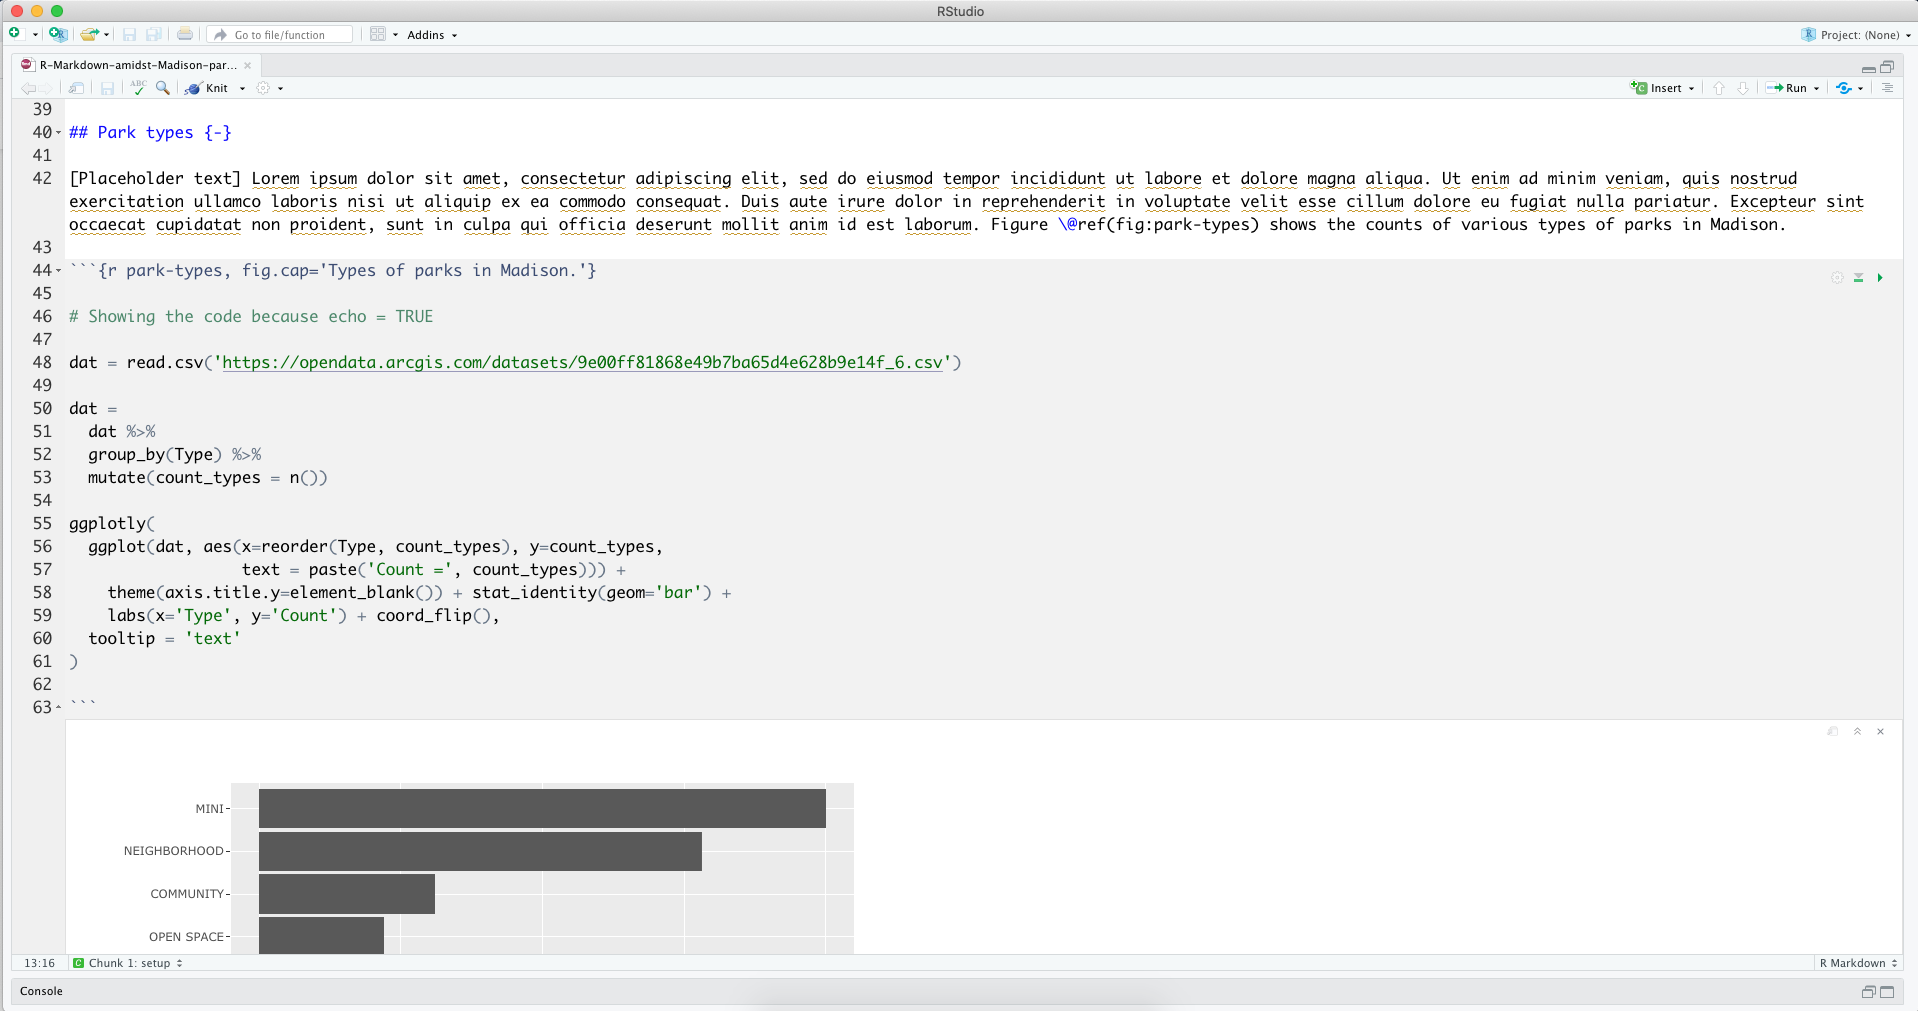 RStudio
Go to file/function
Addins
Project: (None)
R-Markdown-amidst-Madison-par...
ABC
Knit
Insert
Run
39
40 ## Park types {-}
41
42 [Placeholder text] Lorem ipsum dolor sit amet, consectetur adipiscing elit, sed do eiusmod tempor incididunt ut labore et dolore magna aliqua. Ut enim ad minim veniam, quis nostrud
exercitation ullamco laboris nisi ut aliquip ex ea commodo consequat. Duis aute irure dolor in reprehenderit in voluptate velit esse cillum dolore eu fugiat nulla pariatur. Excepteur sint
occaecat cupidatat non proident, sunt in culpa qui officia deserunt mollit anim id est laborum. Figure \@ref(fig:park-types) shows the counts of various types of parks in Madison.
43
44 ```{r park-types, fig.cap='Types of parks in Madison.'}
45
46 # Showing the code because echo = TRUE
47
48 dat = read.csv('https://opendata.arcgis.com/datasets/9e00ff81868e49b7ba65d4e628b9e14f_6.csv')
49
50 dat =
51 dat %>%
52 group_by(Type) %>%
53 mutate(count_types = n())
54
55 ggplotly(
56 ggplot(dat, aes(x=reorder(Type, count_types), y=count_types,
57 text = paste('Count =', count_types))) +
58 theme(axis.title.y=element_blank()) + stat_identity(geom='bar') +
59 labs(x='Type', y='Count') + coord_flip(),
60 tooltip = 'text'
61 )
62
63 ```
MINI
NEIGHBORHOOD
COMMUNITY
OPEN SPACE
13:16
Chunk 1: setup
R Markdown
Console